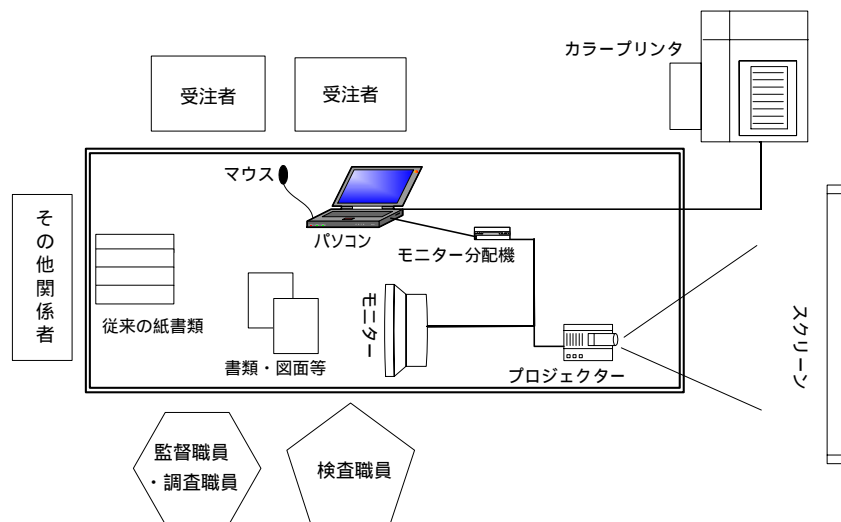 カラープリンタ
受注者
受注者
マウス
パソコン
モニター分配機
その他関係者
従来の紙書類
書類・図面等
モニター
プロジェクター
スクリーン
監督職員
・調査職員
検査職員